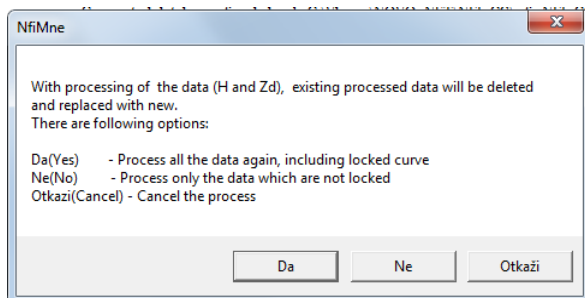 NfiMne
With processing of the data (H and Zd), existing processed data will be deleted
and replaced with new.
There are following options:
Da(Yes) - Process all the data again, including locked curve
Ne(No) - Process only the data which are not locked
Otkazi(Cancel) - Cancel the process
Da
Ne
Otkaži